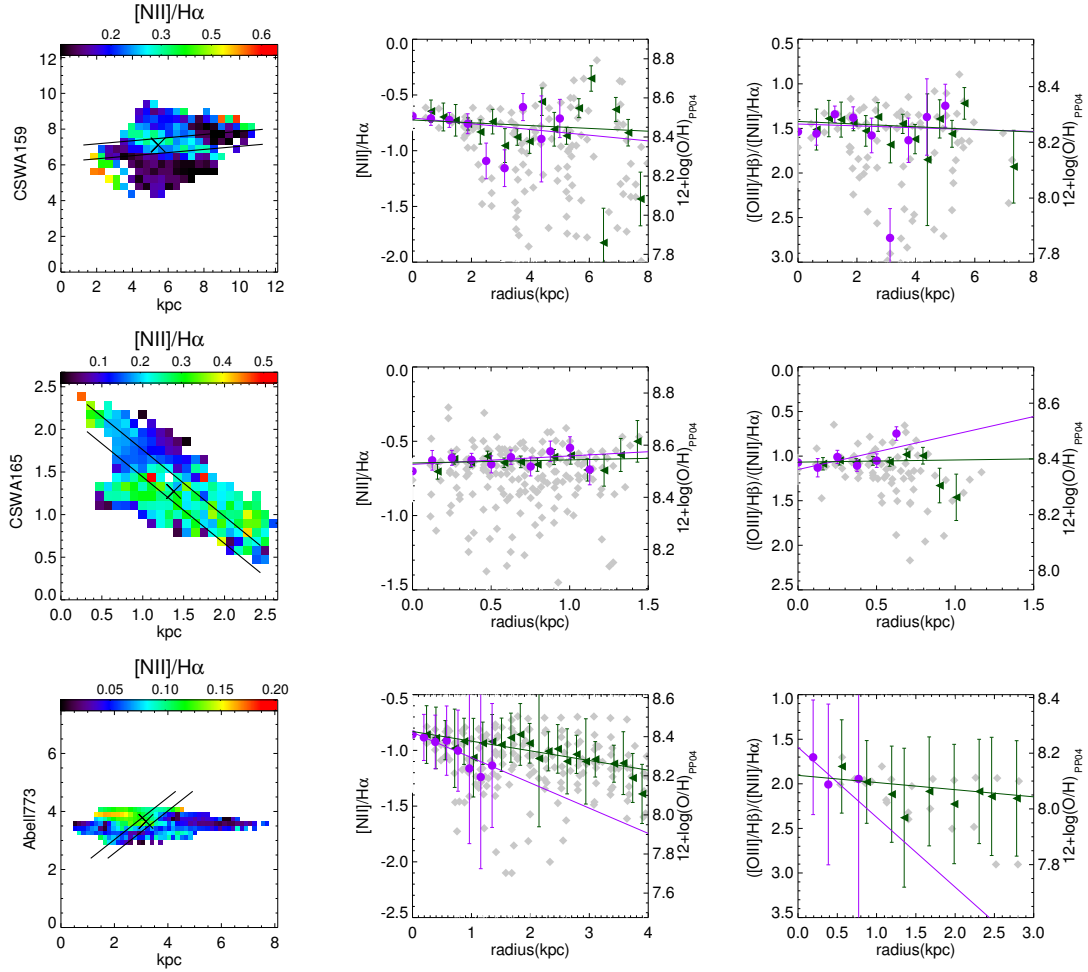 [NII]/Hα
0.2 0.3 0.5 0.6
CSWA159
12
10
8
6
4
2
0
0 2 4 6 8 10 12
kpc
[NII]/Hα
0.0
-0.5
-1.0
-1.5
-2.0
0 2 4 6 8
radius(kpc)
8.8
8.6
8.4
8.2
8.0
12+log(O/H)PP04
([OIII]/Hβ)/([NII]/Hα)
0.5
1.0
1.5
2.0
2.5
3.0
0 2 4 6 8
radius(kpc)
8.4
8.2
8.0
7.8
12+log(O/H)PP04
[NII]/Hα
0.1 0.2 0.3 0.4 0.5
CSWA165
2.5
2.0
1.5
1.0
0.5
0.0
0.0 0.5 1.0 1.5 2.0 2.5
kpc
[NII]/Hα
0.0
-0.5
-1.0
-1.5
0.0 0.5 1.0 1.5
radius(kpc)
8.8
8.6
8.4
8.2
12+log(O/H)PP04
([OIII]/Hβ)/([NII]/Hα)
0.0
0.5
1.0
1.5
2.0
2.6
0.0 0.5 1.0 1.5
radius(kpc)
8.6
8.4
8.2
8.0
12+log(O/H)PP04
[NII]/Hα
0.05 0.10 0.15 0.20
Abell773
6
4
2
0
0 2 4 6 8
kpc
[NII]/Hα
-0.5
-1.0
-1.5
-2.0
-2.5
0 1 2 3 4
radius(kpc)
8.6
8.4
8.2
8.0
7.8
7.6
12+log(O/H)PP04
([OIII]/Hβ)/([NII]/Hα)
1.0
1.5
2.0
2.5
3.0
3.5
0.0 0.5 1.0 1.5 2.0 2.5 3.0
radius(kpc)
8.4
8.2
8.0
7.8
12+log(O/H)PP04